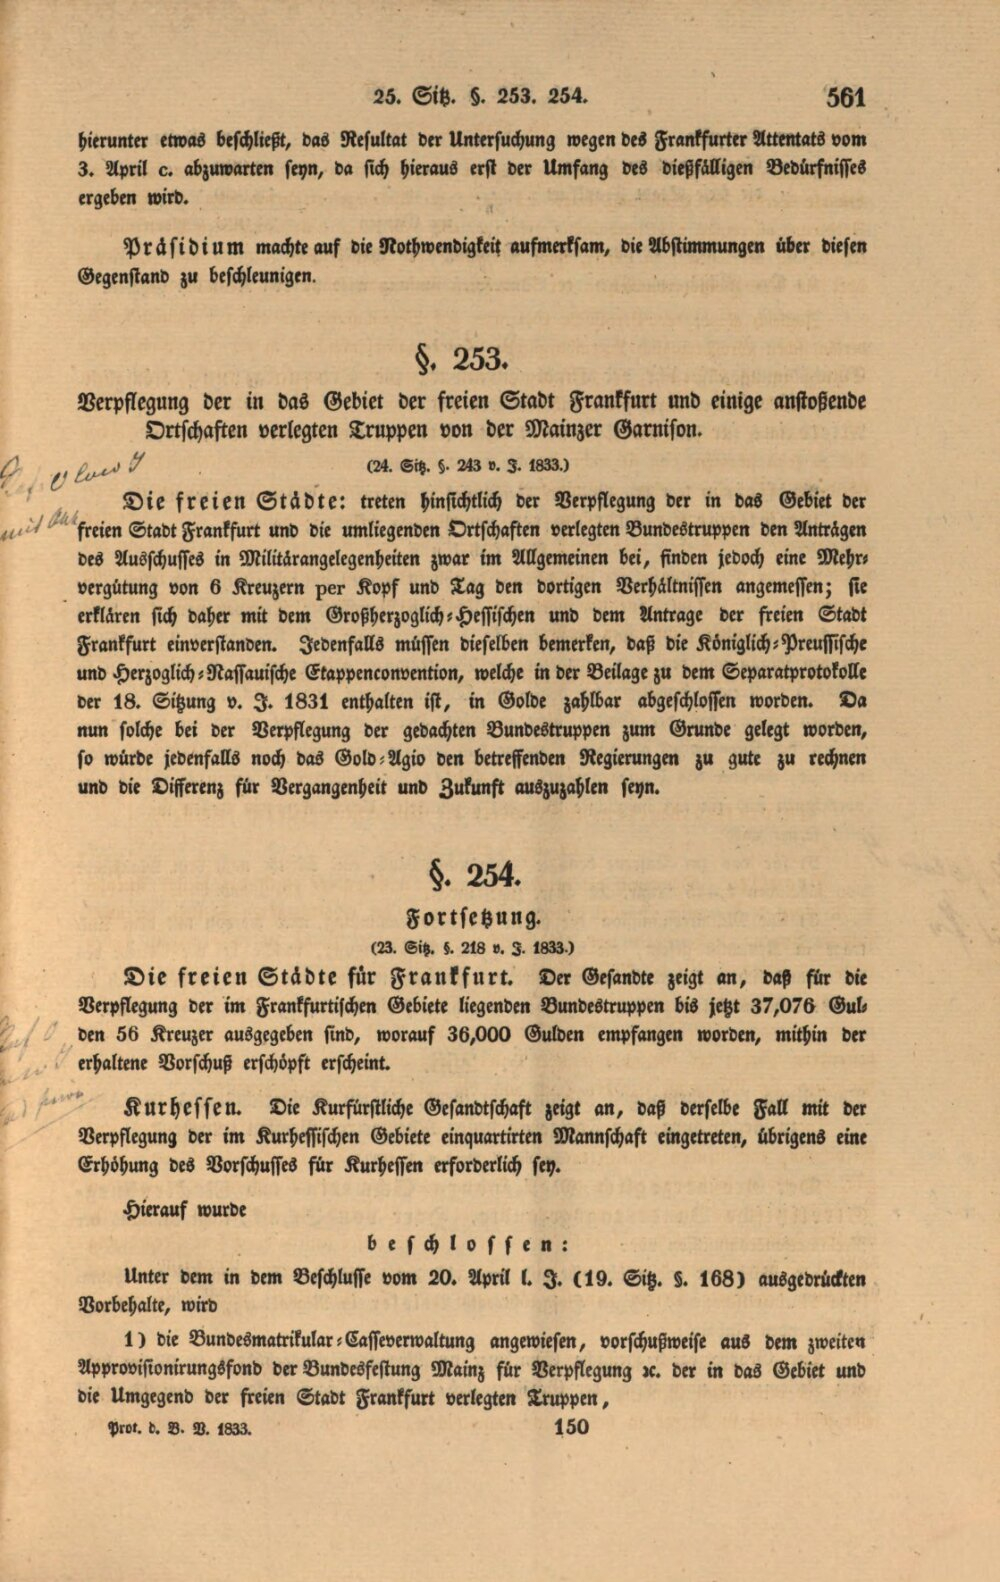 25. Sitz. §. 253. 254. 561
hierunter etwas beschließt, das Resultat der Untersuchung wegen des Frankfurter Attentats vom
3. April c. abzuwarten seyn, da sich hieraus erst der Umfang des dießfälligen Bedürfnisses
ergeben wird.
Präsidium machte auf die Nothwendigkeit aufmerksam, die Abstimmungen über diesen
Gegenstand zu beschleunigen.
§. 253.
Verpflegung der in das Gebiet der freien Stadt Frankfurt und einige anstoßende
Ortschaften verlegten Truppen von der Mainzer Garnison.
(24. Sitz. §. 243 v. J. 1833.)
Die freien Städte: treten hinsichtlich der Verpflegung der in das Gebiet der
freien Stadt Frankfurt und die umliegenden Ortschaften verlegten Bundestruppen den Anträgen
des Ausschusses in Militärangelegenheiten zwar im Allgemeinen bei, finden jedoch eine Mehr-
vergütung von 6 Kreuzern per Kopf und Tag den dortigen Verhältnissen angemessen; sie
erklären sich daher mit dem Großherzoglich-Hessischen und dem Antrage der freien Stadt
Frankfurt einverstanden. Jedenfalls müssen dieselben bemerken, daß die Königlich-Preussische
und Herzoglich-Nassauische Etappenconvention, welche in der Beilage zu dem Separatprotokolle
der 18. Sitzung v. J. 1831 enthalten ist, in Golde zahlbar abgeschlossen worden. Da
nun solche bei der Verpflegung der gedachten Bundestruppen zum Grunde gelegt worden,
so würde jedenfalls noch das Gold-Agio den betreffenden Regierungen zu gute zu rechnen
und die Differenz für Vergangenheit und Zukunft auszuzahlen seyn.
§. 254.
Fortsetzung.
(23. Sitz. §. 218 v. J. 1833.)
Die freien Städte für Frankfurt. Der Gesandte zeigt an, daß für die
Verpflegung der im Frankfurtischen Gebiete liegenden Bundestruppen bis jetzt 37,076 Gul-
den 56 Kreuzer ausgegeben sind, worauf 36,000 Gulden empfangen worden, mithin der
erhaltene Vorschuß erschöpft erscheint.
Kurhessen. Die Kurfürstliche Gesandtschaft zeigt an, daß derselbe Fall mit der
Verpflegung der im Kurhessischen Gebiete einquartirten Mannschaft eingetreten, übrigens eine
Erhöhung des Vorschusses für Kurhessen erforderlich sey.
Hierauf wurde
beschlossen:
Unter dem in dem Beschlusse vom 20. April l. J. (19. Sitz. §. 168) ausgedrückten
Vorbehalte, wird
1) die Bundesmatrikular-Casseverwaltung angewiesen, vorschußweise aus dem zweiten
Approvisionirungsfond der Bundesfestung Mainz für Verpflegung ꝛc. der in das Gebiet und
die Umgegend der freien Stadt Frankfurt verlegten Truppen,
Prot. d. B. V. 1833. 150